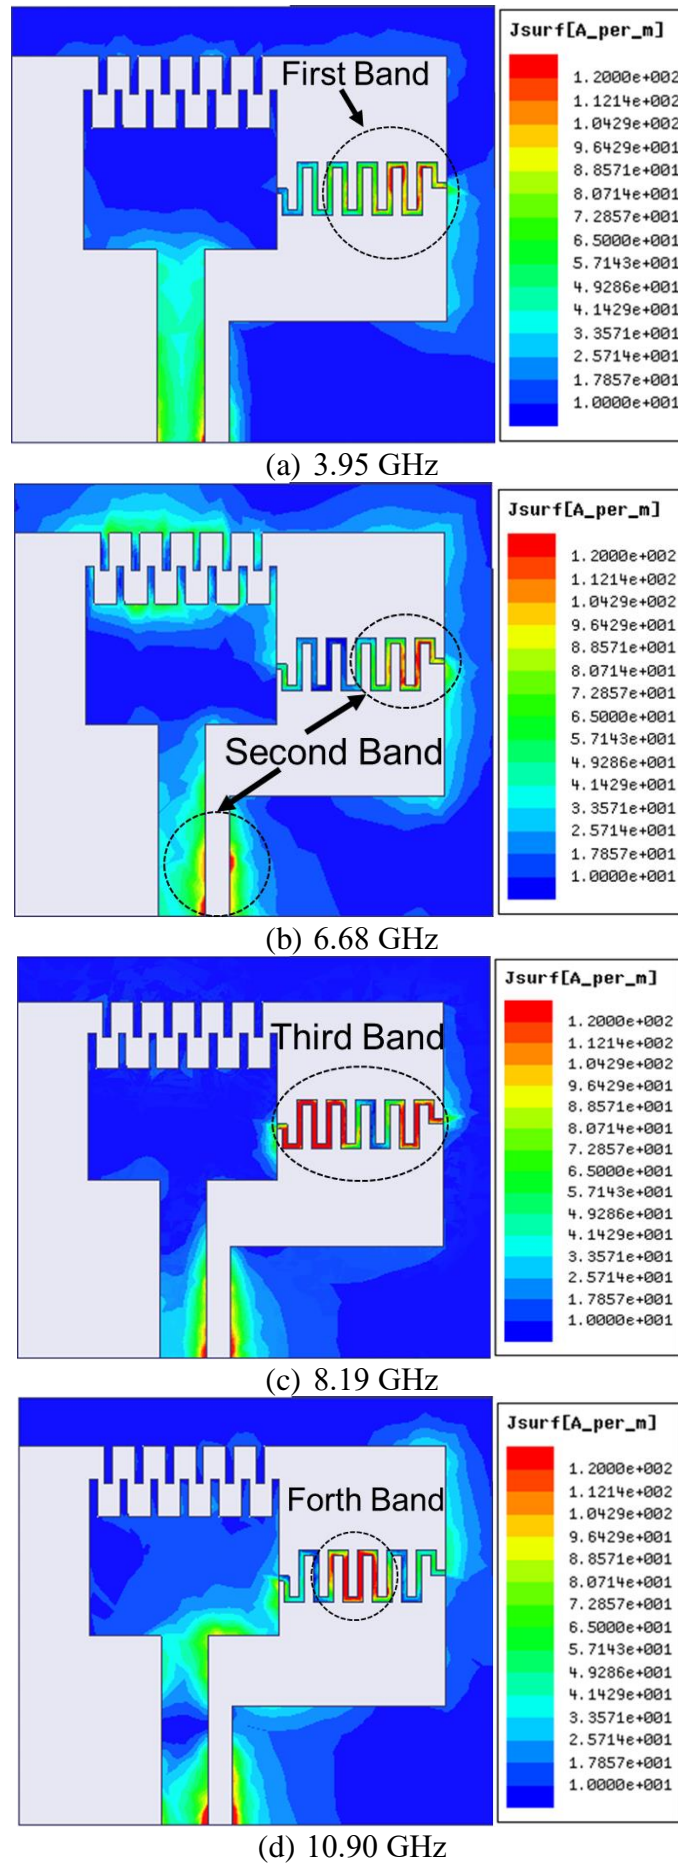 Jsurf[A_per_m]
First Band
1.2000e+002
1.1214e+002
1.0429e+002
9.6429e+001
8.8571e+001
8.0714e+001
7.2857e+001
6.5000e+001
5.7143e+001
4.9286e+001
4.1429e+001
3.3571e+001
2.5714e+001
1.7857e+001
1.0000e+001
(a) 3.95 GHz
Jsurf[A_per_m]
1.2000e+002
1.1214e+002
1.0429e+002
9.6429e+001
8.8571e+001
8.0714e+001
7.2857e+001
6.5000e+001
5.7143e+001
4.9286e+001
4.1429e+001
3.3571e+001
2.5714e+001
1.7857e+001
1.0000e+001
Second Band
(b) 6.68 GHz
Jsurf[A_per_m]
1.2000e+002
1.1214e+002
1.0429e+002
9.6429e+001
8.8571e+001
8.0714e+001
7.2857e+001
6.5000e+001
5.7143e+001
4.9286e+001
4.1429e+001
3.3571e+001
2.5714e+001
1.7857e+001
1.0000e+001
Third Band
(c) 8.19 GHz
Jsurf[A_per_m]
1.2000e+002
1.1214e+002
1.0429e+002
9.6429e+001
8.8571e+001
8.0714e+001
7.2857e+001
6.5000e+001
5.7143e+001
4.9286e+001
4.1429e+001
3.3571e+001
2.5714e+001
1.7857e+001
1.0000e+001
Forth Band
(d) 10.90 GHz